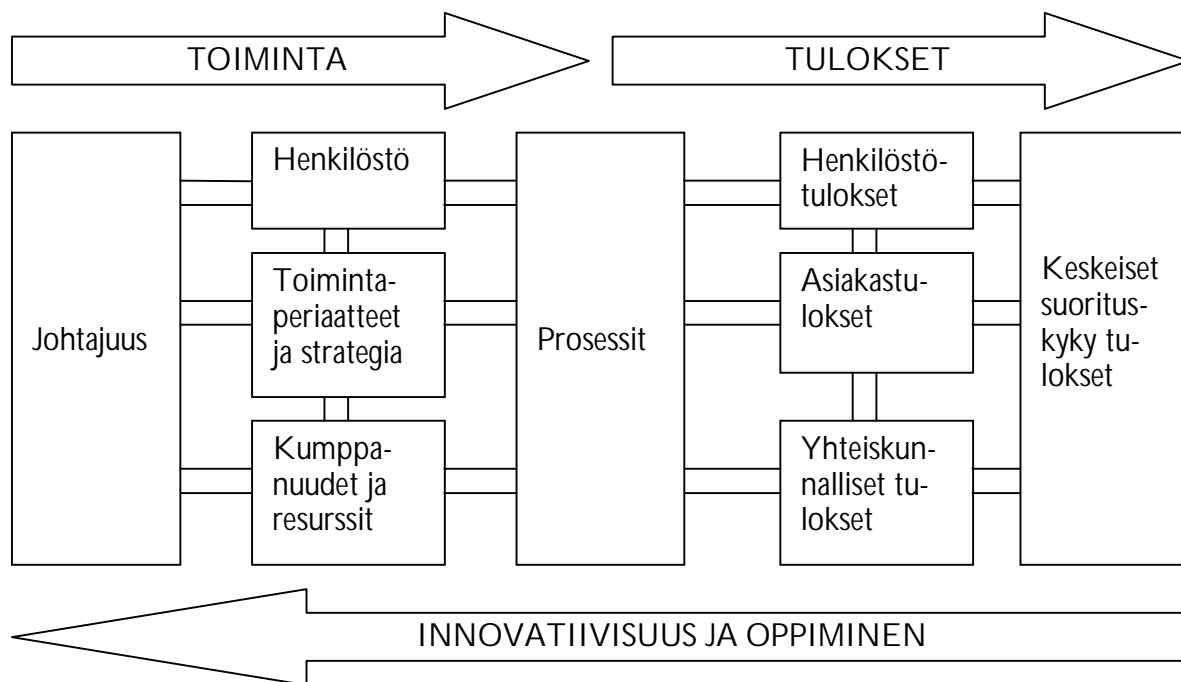 TOIMINTA
TULOKSET
Johtajuus
Henkilöstö
Toiminta-
periaatteet
ja strategia
Kumppa-
nuudet ja
resurssit
Prosessit
Henkilöstö-
tulokset
Asiakastu-
lokset
Yhteiskun-
nalliset tu-
lokset
Keskeiset
suoritus-
kyky tu-
lokset
INNOVATIIVISUUS JA OPPIMINEN